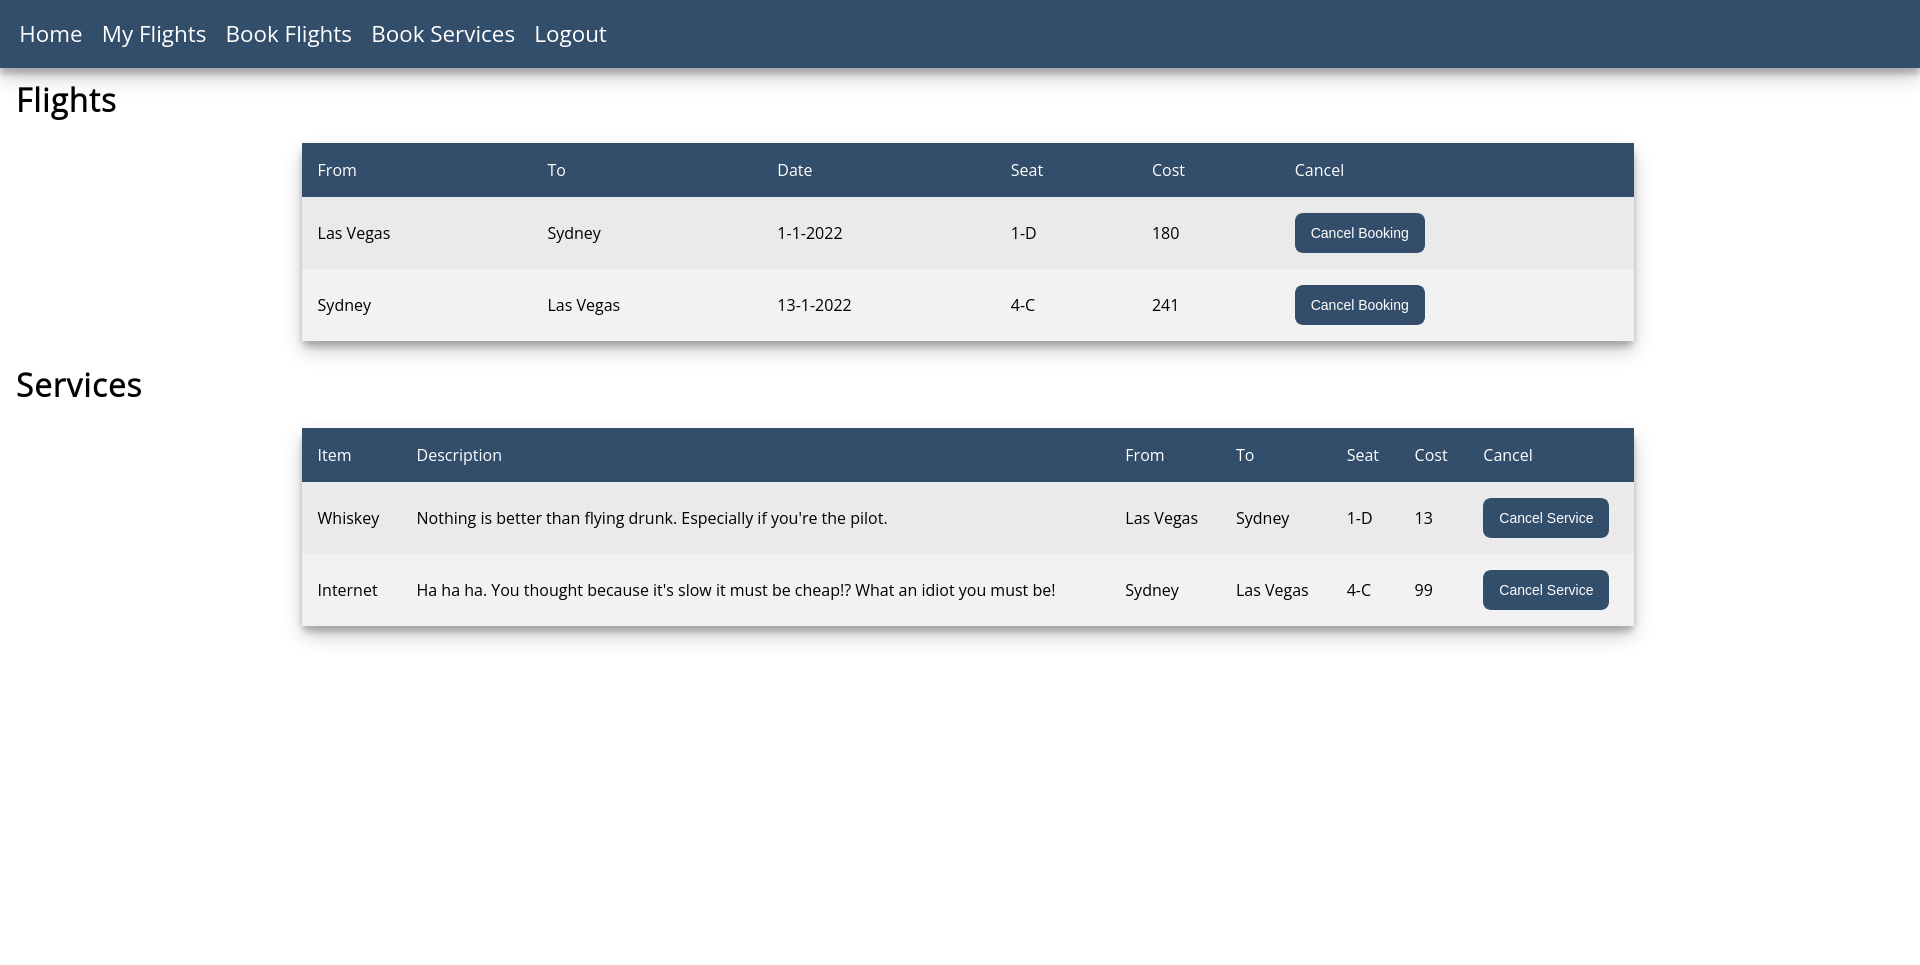 Home My Flights Book Flights Book Services Logout
Flights
From To Date Seat Cost Cancel
Las Vegas Sydney 1-1-2022 1-D 180 Cancel Booking
Sydney Las Vegas 13-1-2022 4-C 241 Cancel Booking
Services
Item Description From To Seat Cost Cancel
Whiskey Nothing is better than flying drunk. Especially if you're the pilot. Las Vegas Sydney 1-D 13 Cancel Service
Internet Ha ha ha. You thought because it's slow it must be cheap!? What an idiot you must be! Sydney Las Vegas 4-C 99 Cancel Service